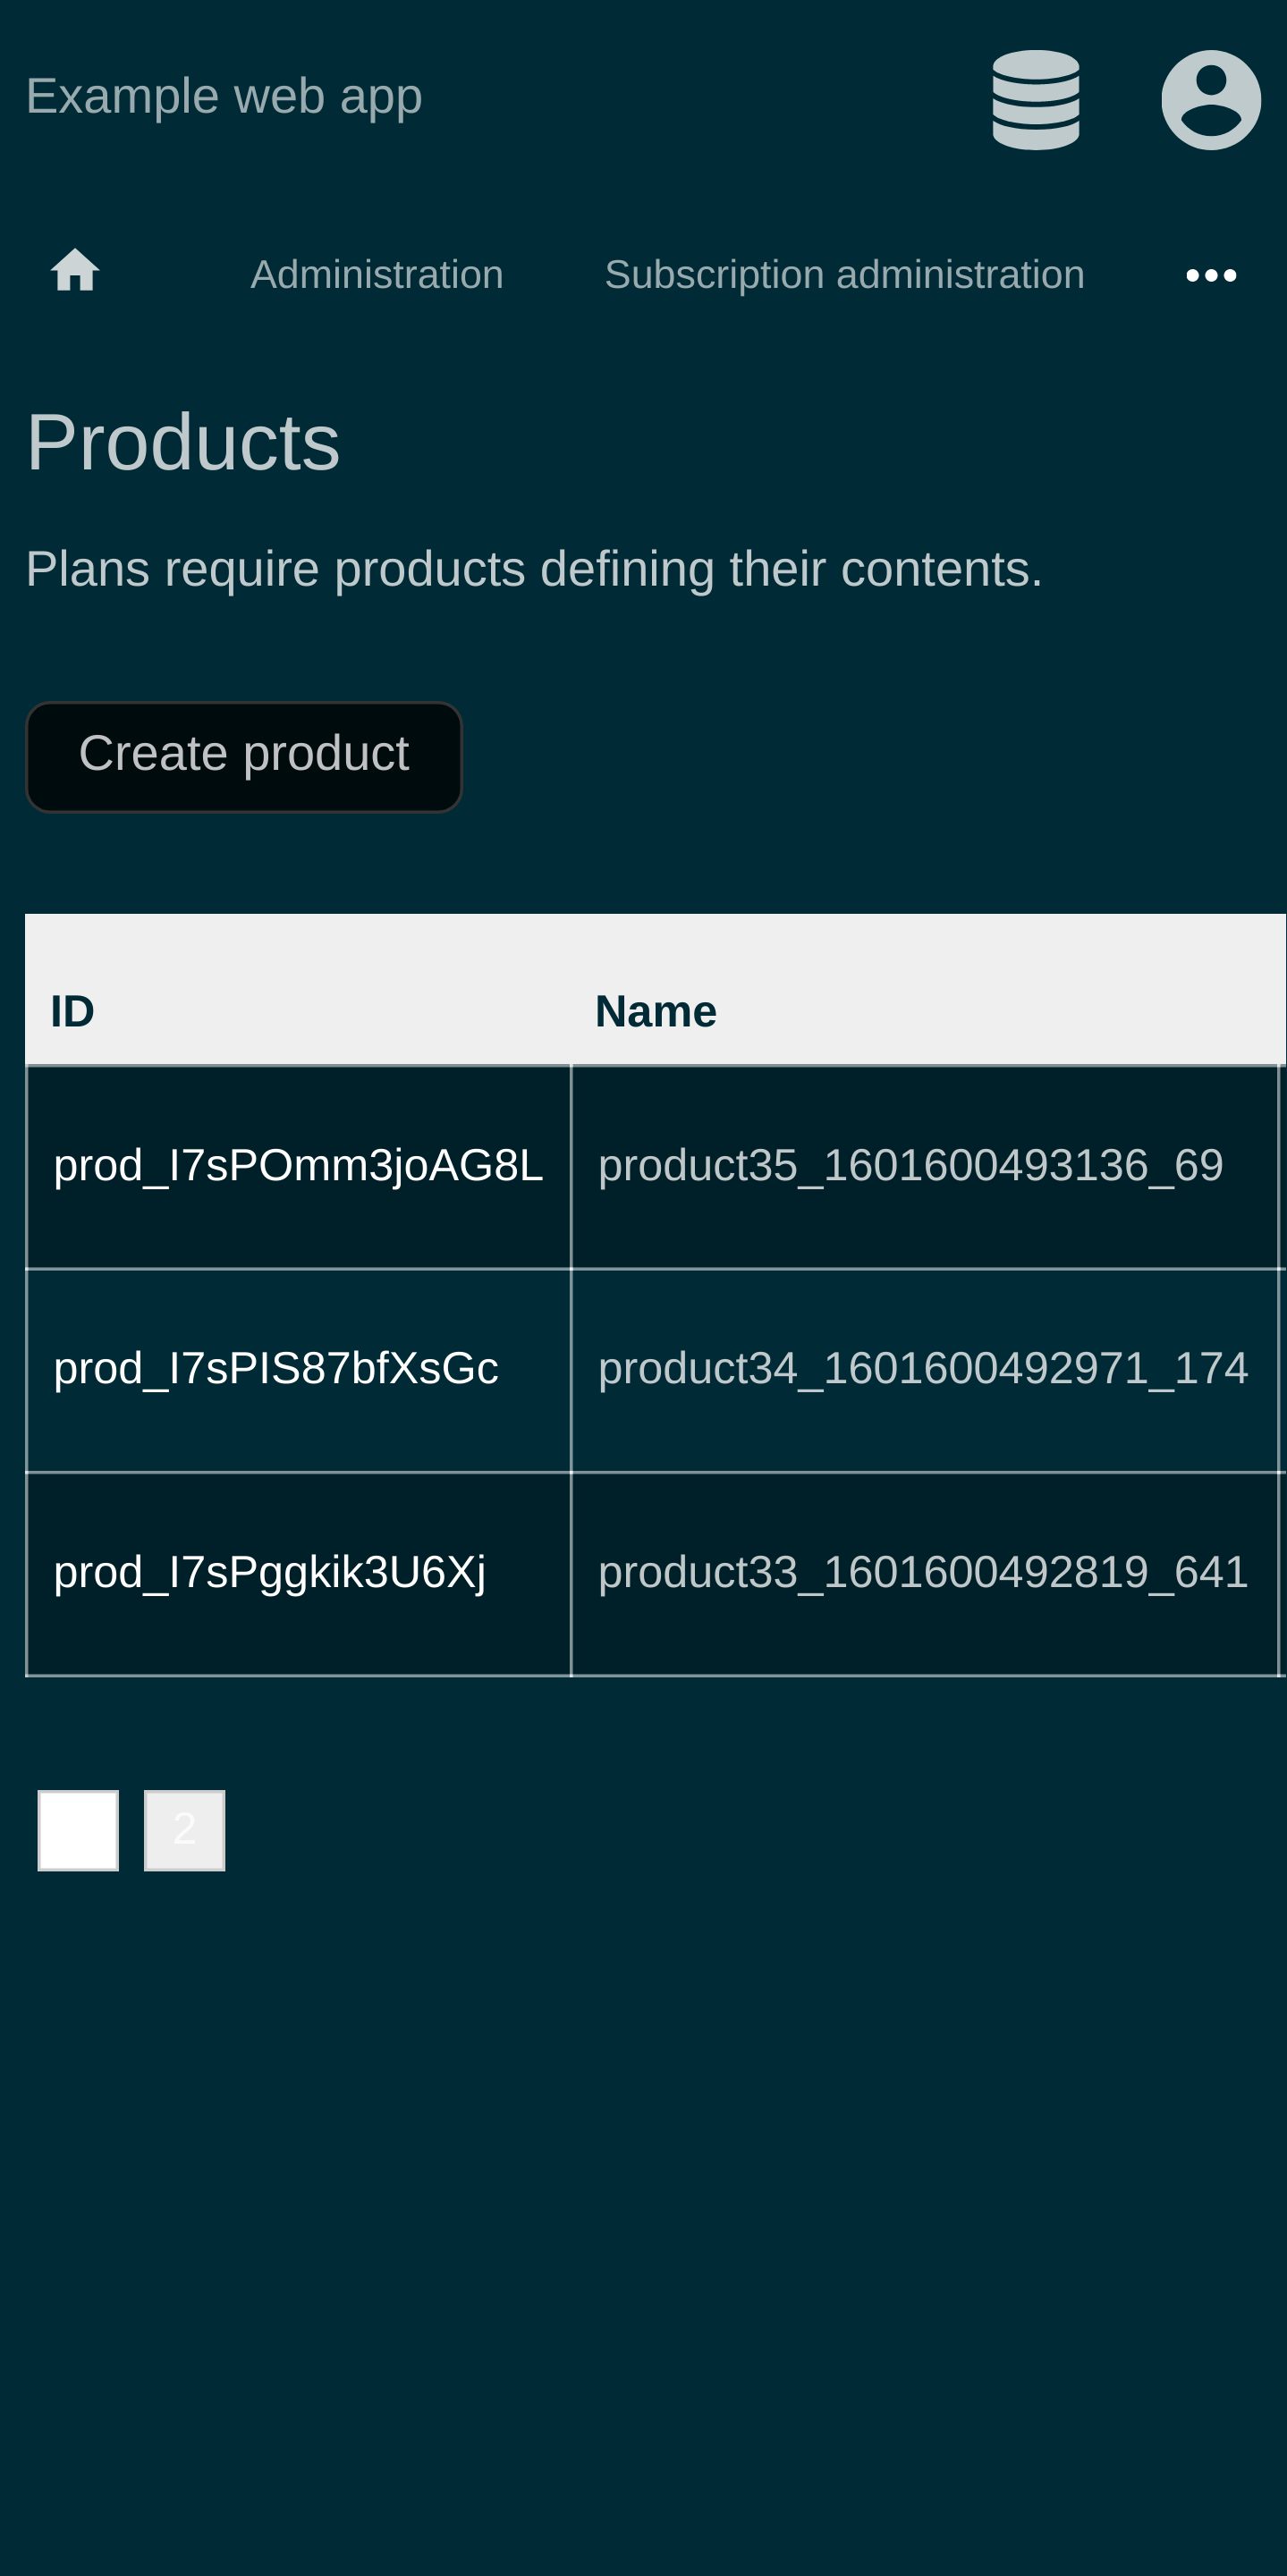 Example web app
Administration Subscription administration •••
Products
Plans require products defining their contents.
Create product
ID Name
prod_I7sPOmm3joAG8L product35_1601600493136_69
prod_I7sPIS87bfXsGc product34_1601600492971_174
prod_I7sPggkik3U6Xj product33_1601600492819_641
2